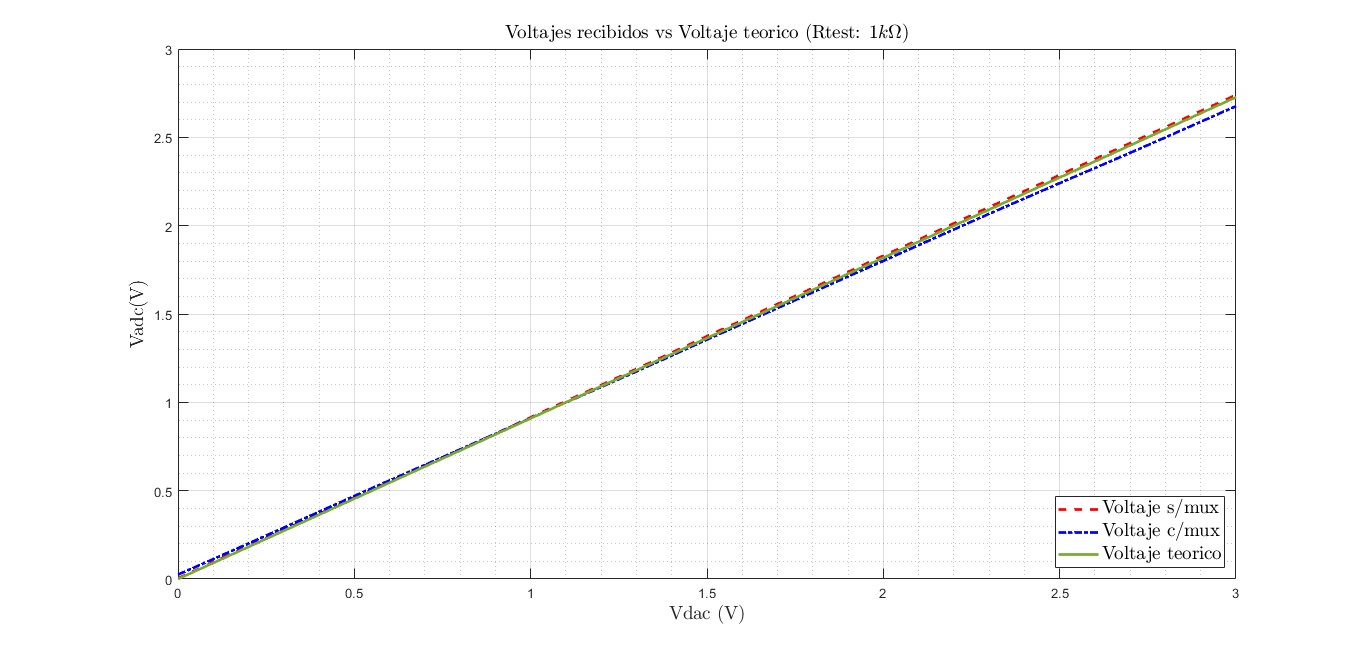 Voltajes recibidos vs Voltaje teorico (Rtest: 1kΩ)
3
2.5
2
1.5
1
0.5
0
Vadc(V)
0 0.5 1 1.5 2 2.5 3
Vdac (V)
Voltaje s/mux
Voltaje c/mux
Voltaje teorico